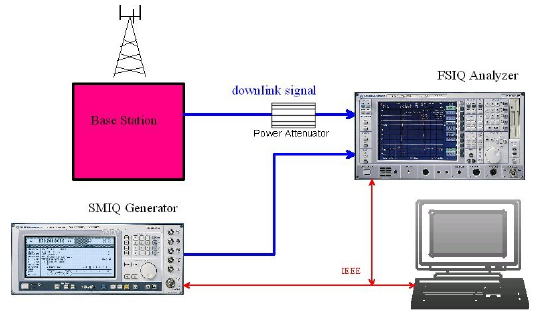 FSIQ Analyzer
downlink signal
Base Station
Power Attenuator
SMIQ Generator
IEEE